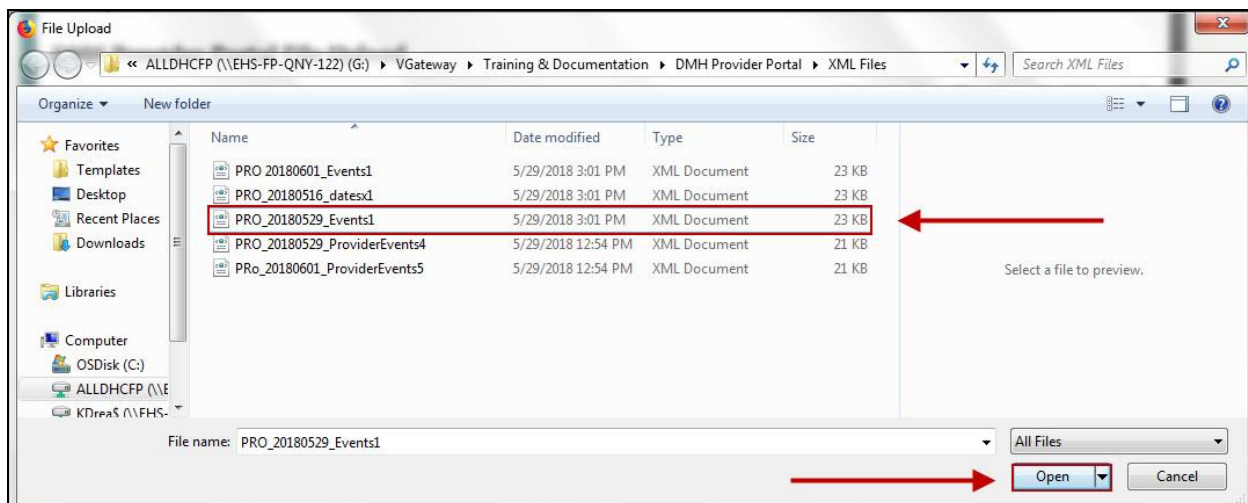 File Upload
« ALLDHCFP (\\EHS-FP-QNY-122) (G:) ▸ VGateway ▸ Training & Documentation ▸ DMH Provider Portal ▸ XML Files
Search XML Files
Organize ▾ New folder
Name Date modified Type Size
PRO 20180601_Events1 5/29/2018 3:01 PM XML Document 23 KB
PRO_20180516_datesx1 5/29/2018 3:01 PM XML Document 23 KB
PRO_20180529_Events1 5/29/2018 3:01 PM XML Document 23 KB
PRO_20180529_ProviderEvents4 5/29/2018 12:54 PM XML Document 21 KB
PRo_20180601_ProviderEvents5 5/29/2018 12:54 PM XML Document 21 KB
Favorites
Templates
Desktop
Recent Places
Downloads
Libraries
Computer
OSDisk (C:)
ALLDHCFP (\\E
KDrea$ (\\EHS-
Select a file to preview.
File name: PRO_20180529_Events1
All Files
Open
Cancel